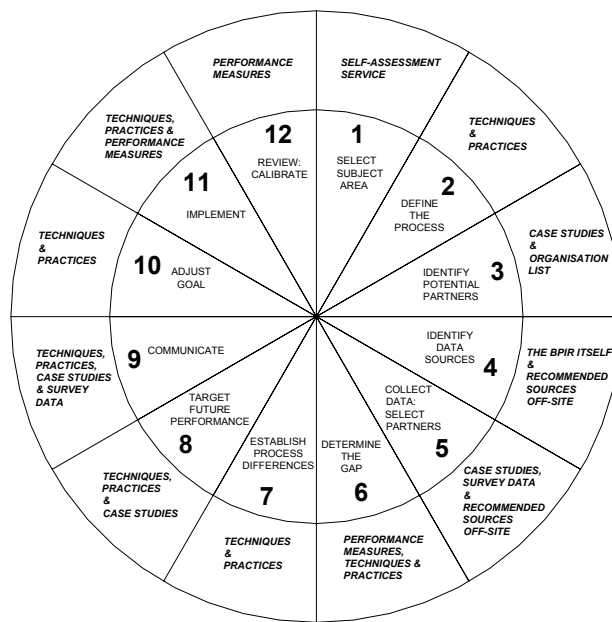 PERFORMANCE
MEASURES
SELF-ASSESSMENT
SERVICE
TECHNIQUES,
PRACTICES &
PERFORMANCE
MEASURES
TECHNIQUES
&
PRACTICES
12
REVIEW:
CALIBRATE
1
SELECT
SUBJECT
AREA
11
IMPLEMENT
2
DEFINE
THE
PROCESS
TECHNIQUES
&
PRACTICES
CASE STUDIES
&
ORGANISATION
LIST
10
ADJUST
GOAL
3
IDENTIFY
POTENTIAL
PARTNERS
9
COMMUNICATE
IDENTIFY
DATA
SOURCES
4
TECHNIQUES,
PRACTICES,
CASE STUDIES
& SURVEY
DATA
THE BPIR ITSELF
&
RECOMMENDED
SOURCES
OFF-SITE
TARGET
FUTURE
PERFORMANCE
8
COLLECT
DATA:
SELECT
PARTNERS
5
ESTABLISH
PROCESS
DIFFERENCES
7
DETERMINE
THE
GAP
6
TECHNIQUES,
PRACTICES
&
CASE STUDIES
CASE STUDIES,
SURVEY DATA
&
RECOMMENDED
SOURCES
OFF-SITE
TECHNIQUES
&
PRACTICES
PERFORMANCE
MEASURES,
TECHNIQUES &
PRACTICES